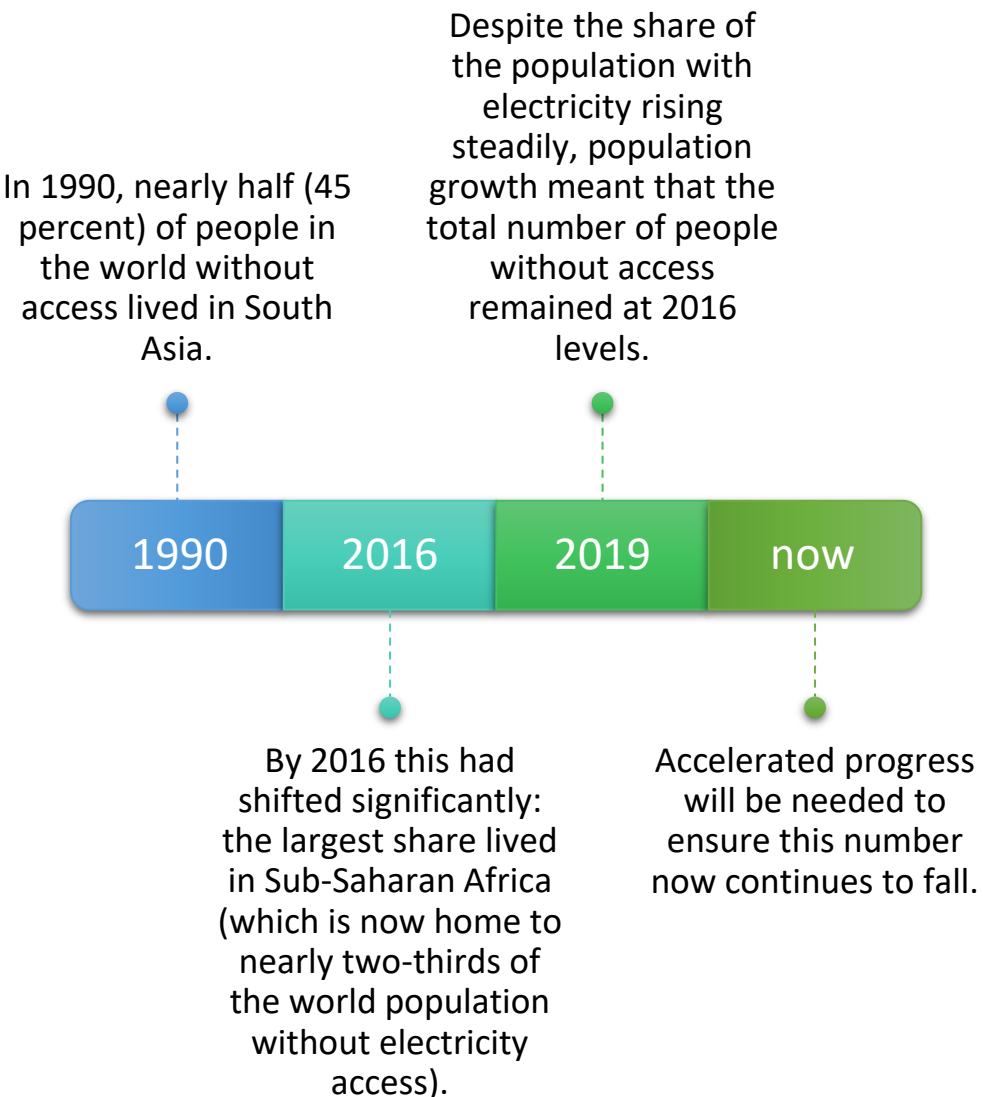 In 1990, nearly half (45
percent) of people in
the world without
access lived in South
Asia.
Despite the share of
the population with
electricity rising
steadily, population
growth meant that the
total number of people
without access
remained at 2016
levels.
1990
2016
2019
now
By 2016 this had
shifted significantly:
the largest share lived
in Sub-Saharan Africa
(which is now home to
nearly two-thirds of
the world population
without electricity
access).
Accelerated progress
will be needed to
ensure this number
now continues to fall.